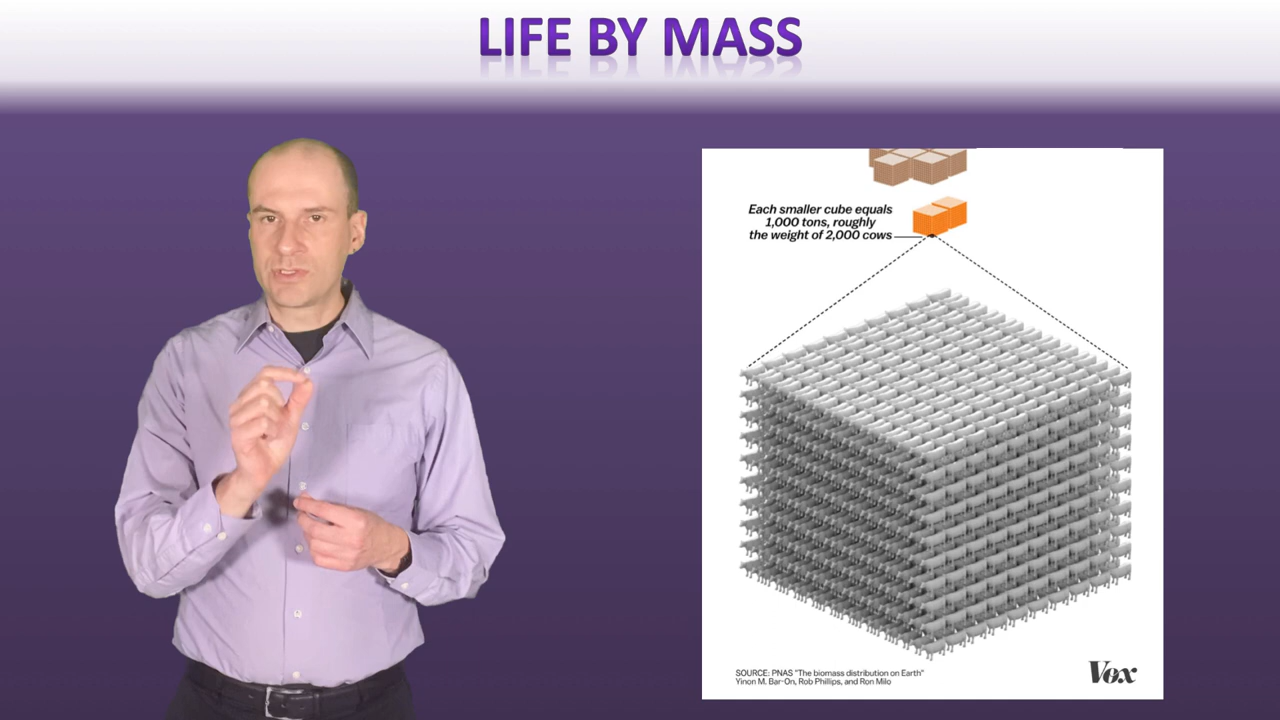 LIFE BY MASS
Each smaller cube equals
1,000 tons, roughly
the weight of 2,000 cows
SOURCE: PNAS "The biomass distribution on Earth"
Yinon M. Bar-On, Rob Phillips, and Ron Milo
Vox